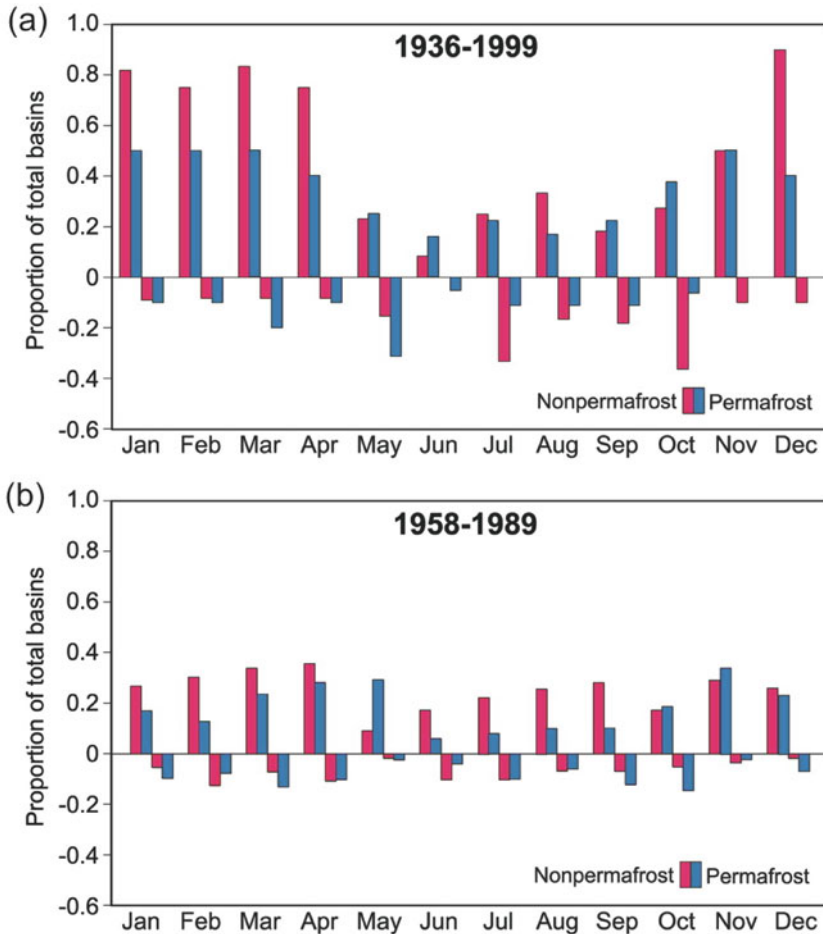 (a)
1936-1999
Proportion of total basins
1.0
0.8
0.6
0.4
0.2
0
-0.2
-0.4
-0.6
Nonpermafrost Permafrost
Jan Feb Mar Apr May Jun Jul Aug Sep Oct Nov Dec
(b)
1958-1989
Proportion of total basins
1.0
0.8
0.6
0.4
0.2
0
-0.2
-0.4
-0.6
Nonpermafrost Permafrost
Jan Feb Mar Apr May Jun Jul Aug Sep Oct Nov Dec